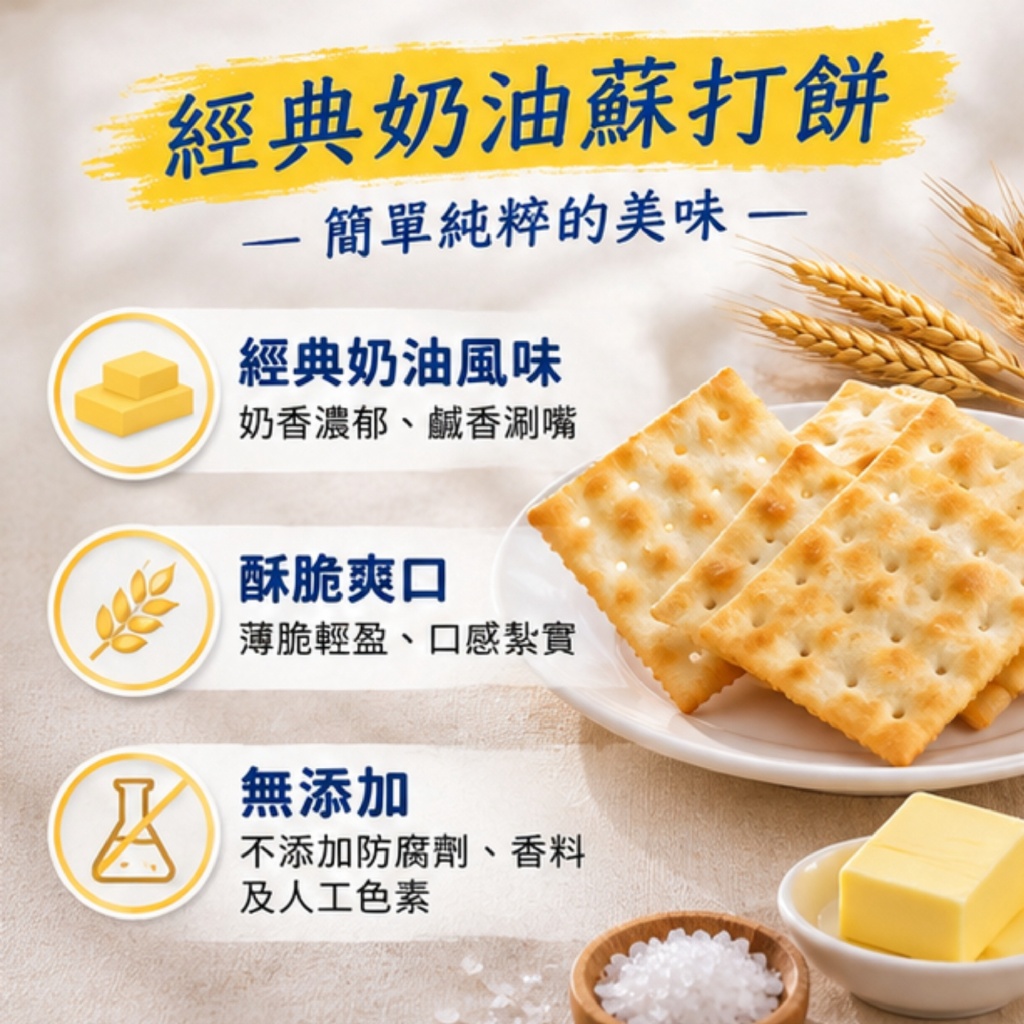 經典奶油蘇打餅
— 簡單純粹的美味 —
經典奶油風味
奶香濃郁、鹹香涮嘴
酥脆爽口
薄脆輕盈、口感紮實
無添加
不添加防腐劑、香料
及人工色素